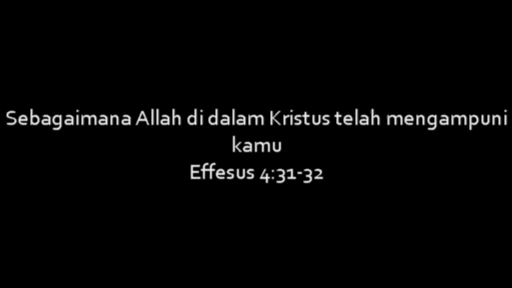 Sebagaimana Allah di dalam Kristus telah mengampuni
kamu
Effesus 4:31-32